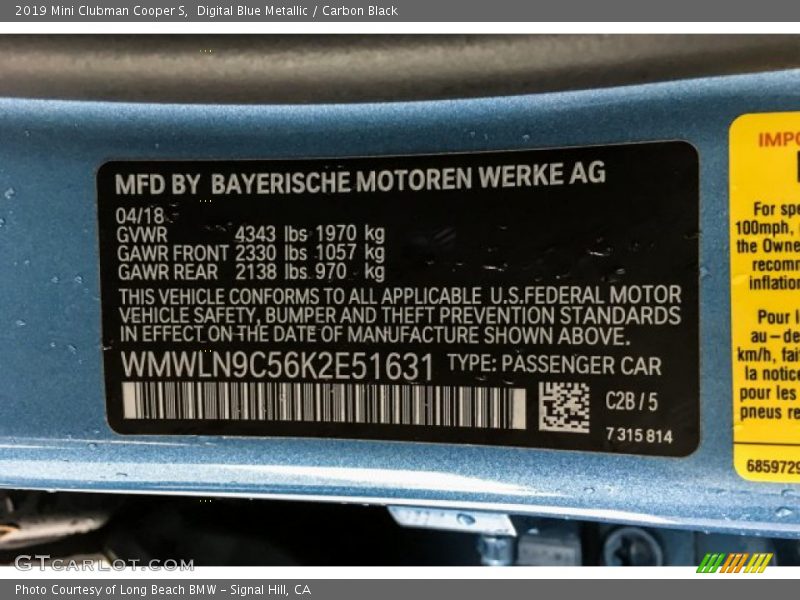 2019 Mini Clubman Cooper S, Digital Blue Metallic / Carbon Black
MFD BY BAYERISCHE MOTOREN WERKE AG
04/18
GVWR 4343 lbs 1970 kg
GAWR FRONT 2330 lbs 1057 kg
GAWR REAR 2138 lbs 970 kg
THIS VEHICLE CONFORMS TO ALL APPLICABLE U.S.FEDERAL MOTOR
VEHICLE SAFETY, BUMPER AND THEFT PREVENTION STANDARDS
IN EFFECT ON THE DATE OF MANUFACTURE SHOWN ABOVE.
WMWLN9C56K2E51631 TYPE: PASSENGER CAR
C2B / 5
7 315 814
IMPO
For spe
100mph,
the Owne
recomm
inflation
Pour l
au-de
km/h, fait
la notice
pour les
pneus re
6859729
GTCARLOT.COM
Photo Courtesy of Long Beach BMW - Signal Hill, CA